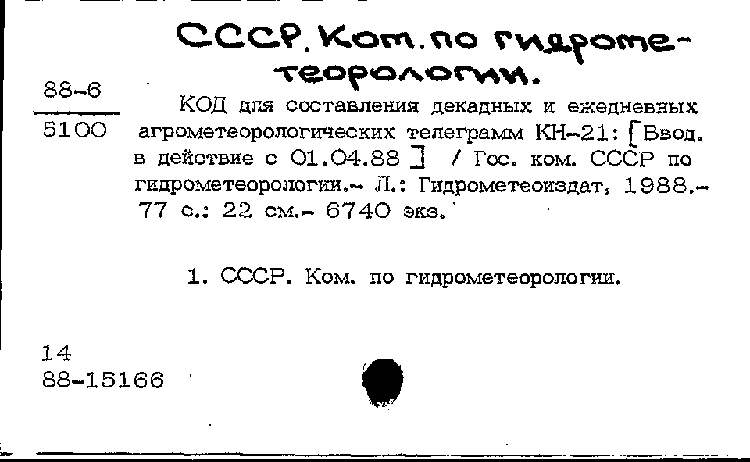 СССР. Ком. по гидроме-
теорологии.
88-6
5100
КОД для составления декадных и ежедневных
агрометеорологических телеграмм КН-21: [Ввод.
в действие с 01.04.88 ] / Гос. ком. СССР по
гидрометеорологии.- Л.: Гидрометеоиздат, 1988.-
77 с.: 22 см.- 6740 экз.
1. СССР. Ком. по гидрометеорологии.
14
88-15166